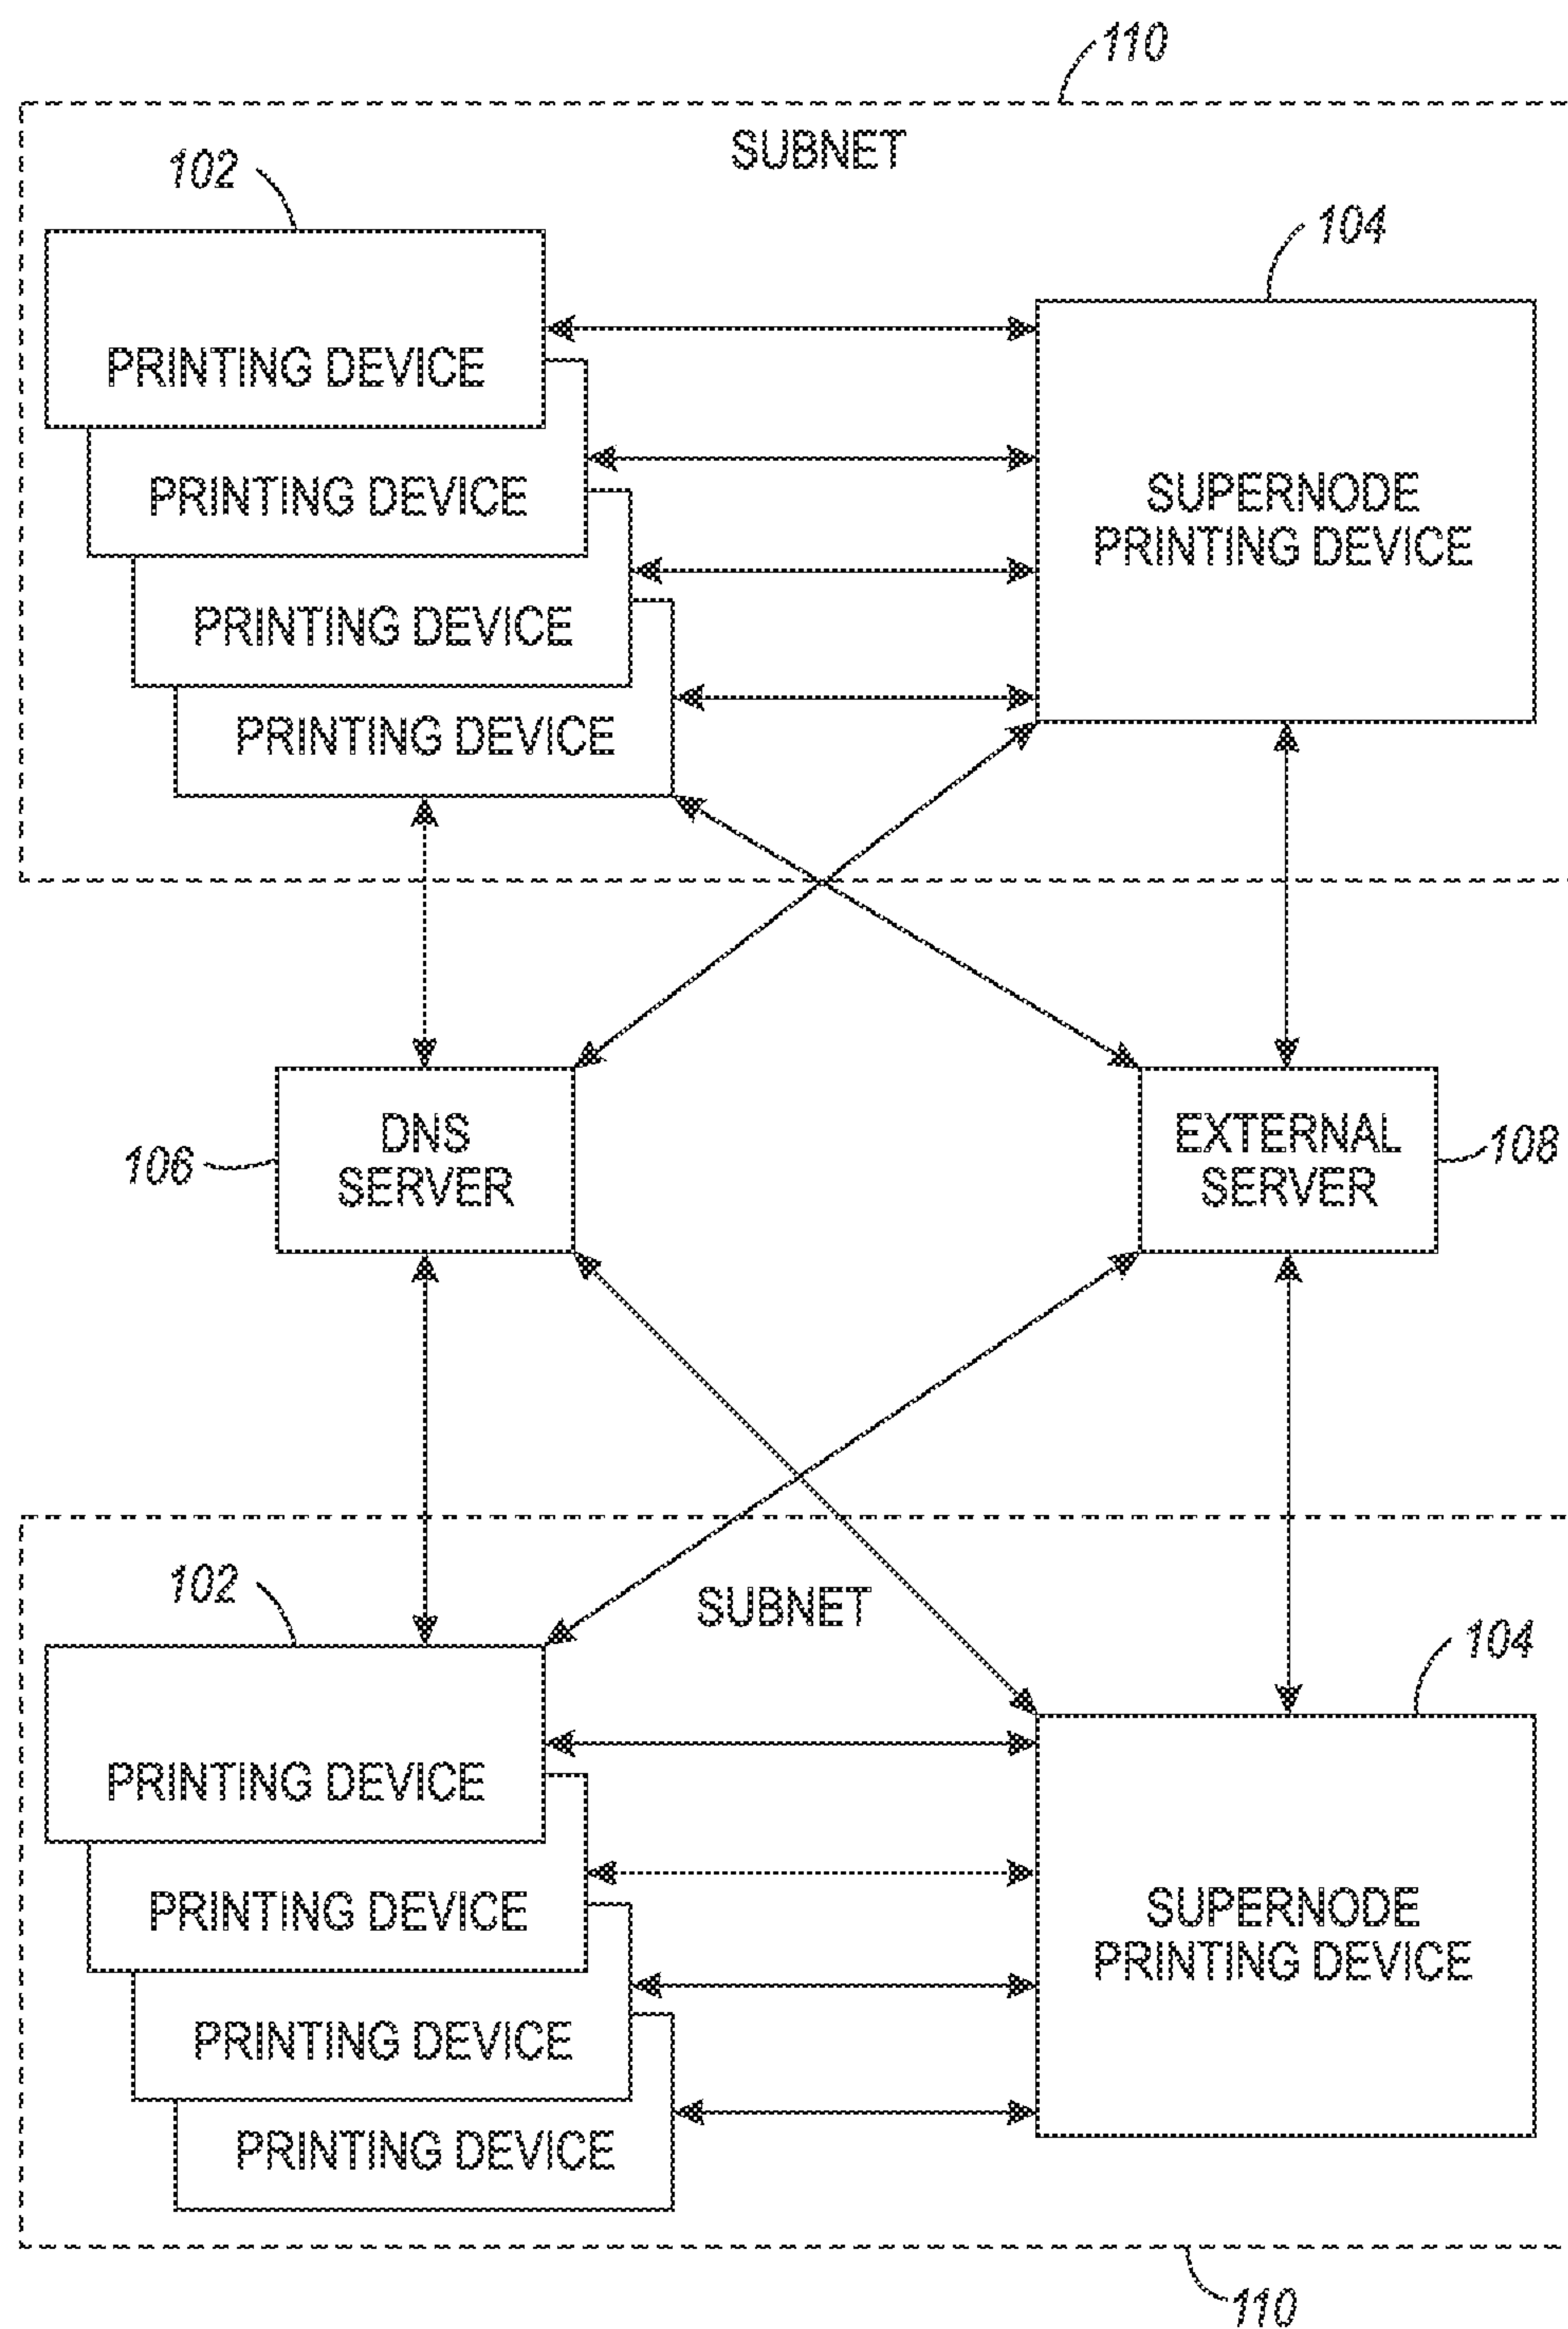 110
SUBNET
102
104
PRINTING DEVICE
PRINTING DEVICE
SUPERNODE
PRINTING DEVICE
PRINTING DEVICE
PRINTING DEVICE
DNS
SERVER
106
EXTERNAL
SERVER
108
102
SUBNET
104
PRINTING DEVICE
PRINTING DEVICE
SUPERNODE
PRINTING DEVICE
PRINTING DEVICE
PRINTING DEVICE
110